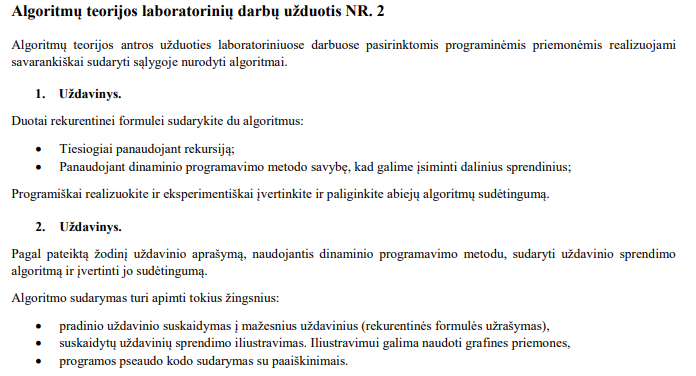 Algoritmų teorijos laboratorinių darbų užduotis NR. 2
Algoritmų teorijos antros užduoties laboratoriniuose darbuose pasirinktomis programinėmis priemonėmis realizuojami
savarankiškai sudaryti sąlygoje nurodyti algoritmai.
1. Uždavinys.
Duotai rekurentinei formulei sudarykite du algoritmus:
• Tiesiogiai panaudojant rekursiją;
• Panaudojant dinaminio programavimo metodo savybę, kad galime įsiminti dalinius sprendinius;
Programiškai realizuokite ir eksperimentiškai įvertinkite ir paliginkite abiejų algoritmų sudėtingumą.
2. Uždavinys.
Pagal pateiktą žodinį uždavinio aprašymą, naudojantis dinaminio programavimo metodu, sudaryti uždavinio sprendimo
algoritmą ir įvertinti jo sudėtingumą.
Algoritmo sudarymas turi apimti tokius žingsnius:
• pradinio uždavinio suskaidymas į mažesnius uždavinius (rekurentinės formulės užrašymas),
• suskaidytų uždavinių sprendimo iliustravimas. Iliustravimui galima naudoti grafines priemones,
• programos pseaudo kodo sudarymas su paaiškinimais.